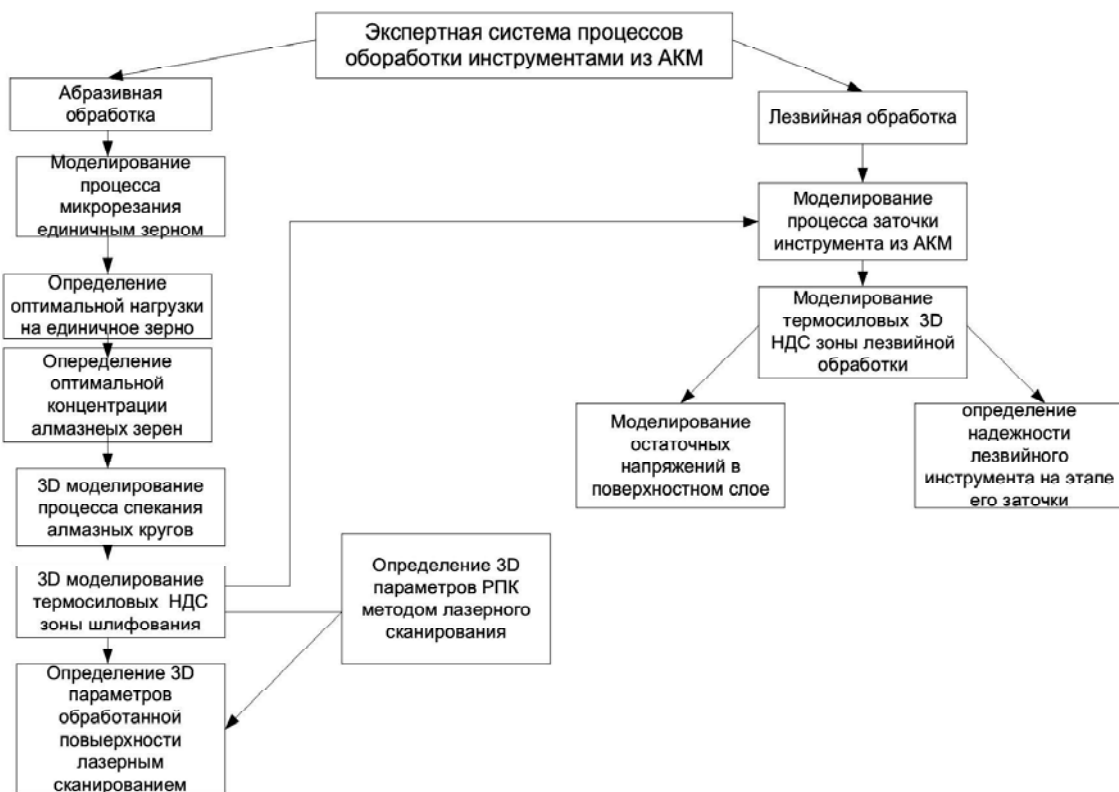 Экспертная система процессов
обоработки инструментами из АКМ
Абразивная
обработка
Моделирование
процесса
микрорезания
единичным зерном
Определение
оптимальной нагрузки
на единичное зерно
Опеределение
оптимальной
концентрации
алмазнеых зерен
3D моделирование
процесса спекания
алмазных кругов
3D моделирование
термосиловых НДС
зоны шлифования
Определение 3D
параметров
обработанной
повыерхности
лазерным
сканированием
Определение 3D
параметров РПК
методом лазерного
сканирования
Лезвийная обработка
Моделирование
процесса заточки
инструмента из АКМ
Моделирование
термосиловых 3D
НДС зоны лезвийной
обработки
Моделирование
остаточных
напряжений в
поверхностном слое
определение
надежности
лезвийного
инструмента на этапе
его заточки